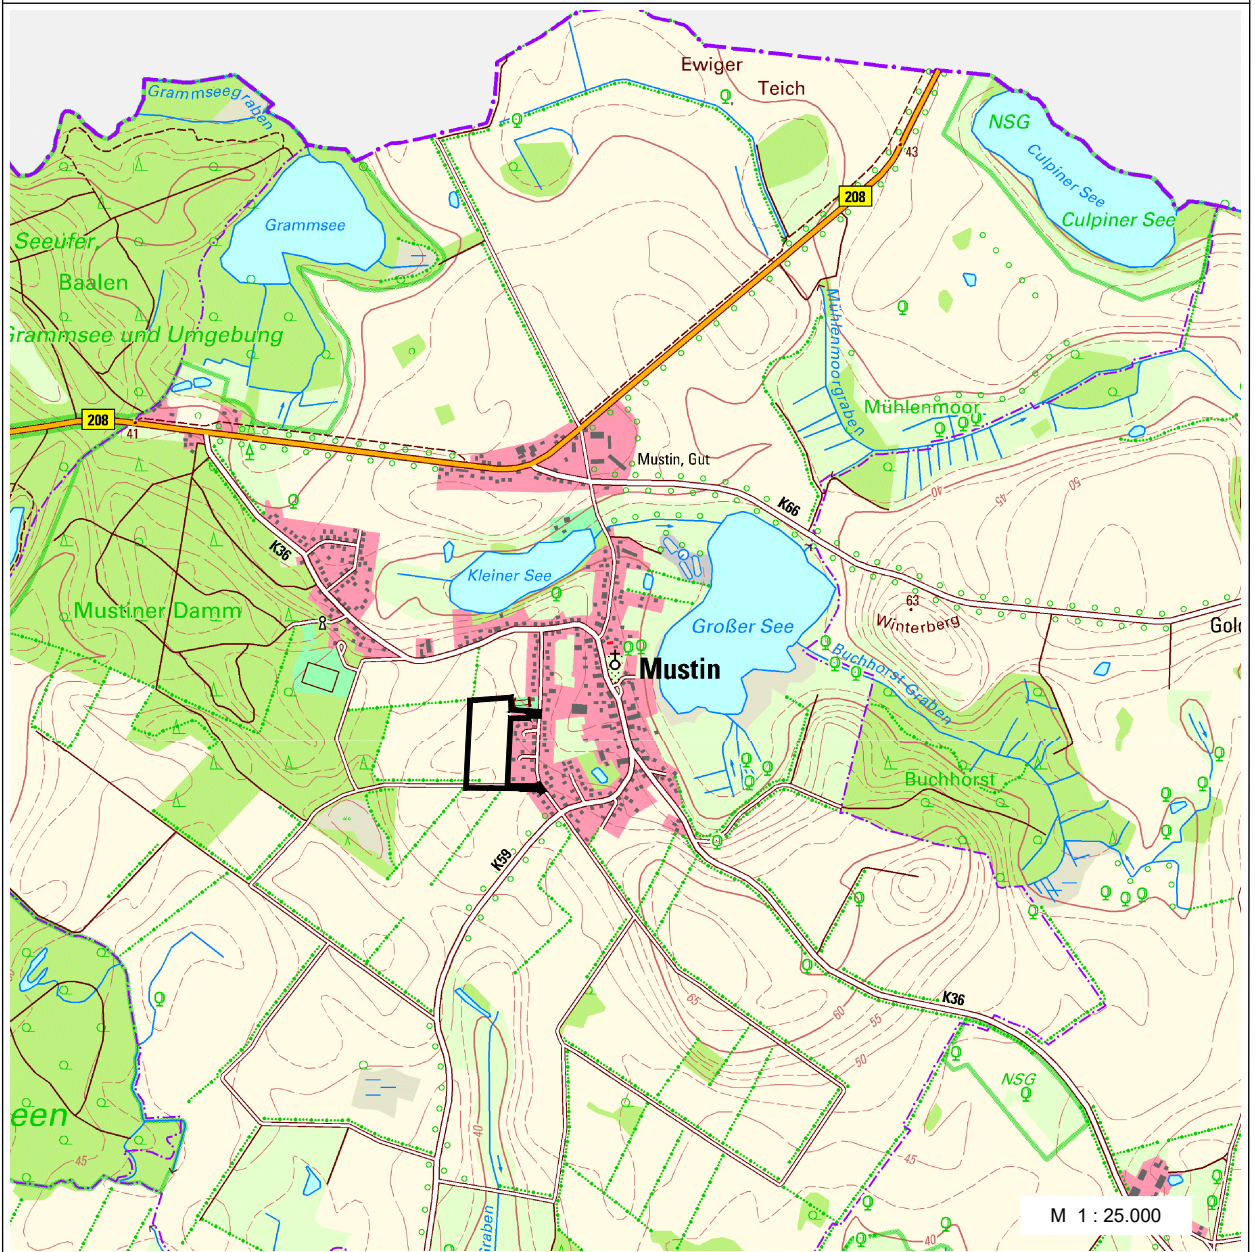 Ewiger
Teich
Grammseegraben
NSG
Culpiner See
Culpiner See
43
208
Grammsee
Seeufer,
Baalen
Grammsee und Umgebung
Mühlenmoorgraben
Mühlenmoor
208
41
Mustin, Gut
K66
40
45
50
K36
Kleiner See
Mustiner Damm
Großer See
63
Winterberg
Gold
Mustin
Buchhorst-Graben
Buchhorst
K59
65
60
55
50
K36
NSG
een
45
40
45
40
Graben
M 1 : 25.000